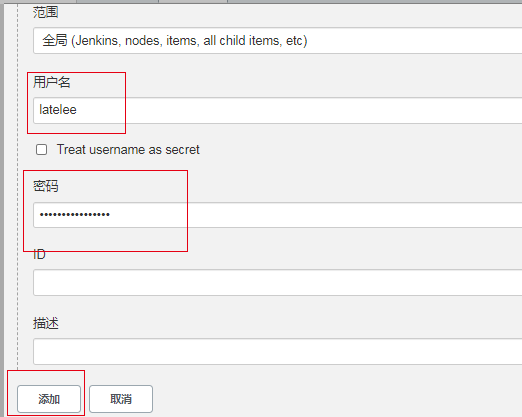 范围
全局 (Jenkins, nodes, items, all child items, etc)
用户名
latelee
Treat username as secret
密码
••••••••••••••••
ID
描述
添加 取消